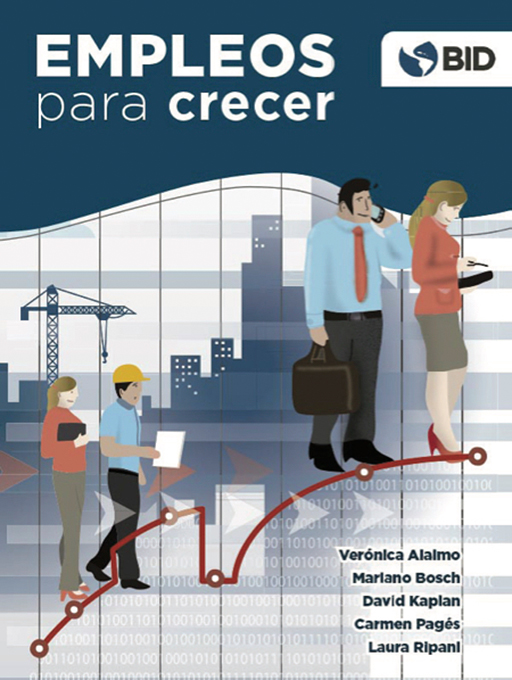 EMPLEOS
para crecer
BID
Verónica Alaimo
Mariano Bosch
David Kaplan
Carmen Pagés
Laura Ripani